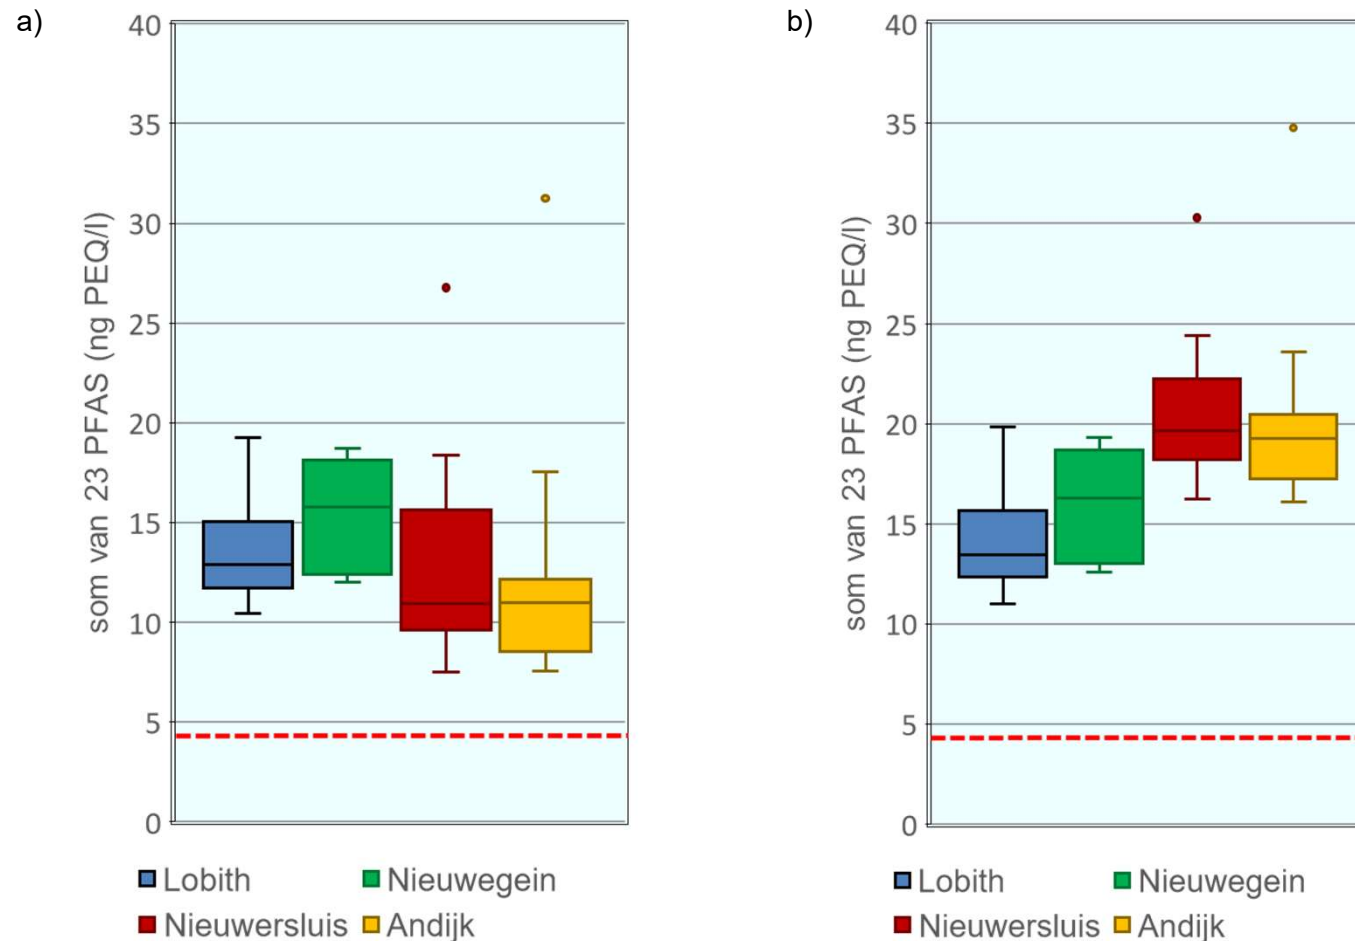 a)
40
35
30
25
20
15
10
5
0
som van 23 PFAS (ng PEQ/l)
Lobith
Nieuwegein
Nieuwersluis
Andijk
b)
40
35
30
25
20
15
10
5
0
som van 23 PFAS (ng PEQ/l)
Lobith
Nieuwegein
Nieuwersluis
Andijk